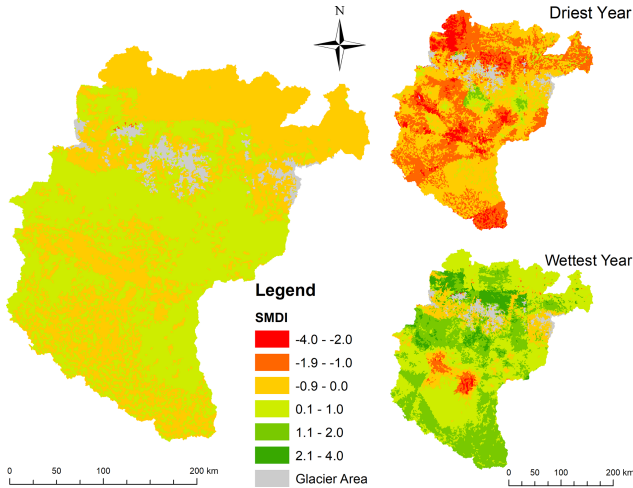 Driest Year
N
Wettest Year
Legend
SMDI
-4.0 - -2.0
-1.9 - -1.0
-0.9 - 0.0
0.1 - 1.0
1.1 - 2.0
2.1 - 4.0
Glacier Area
0 50 100 200 km
0 50 100 200 km